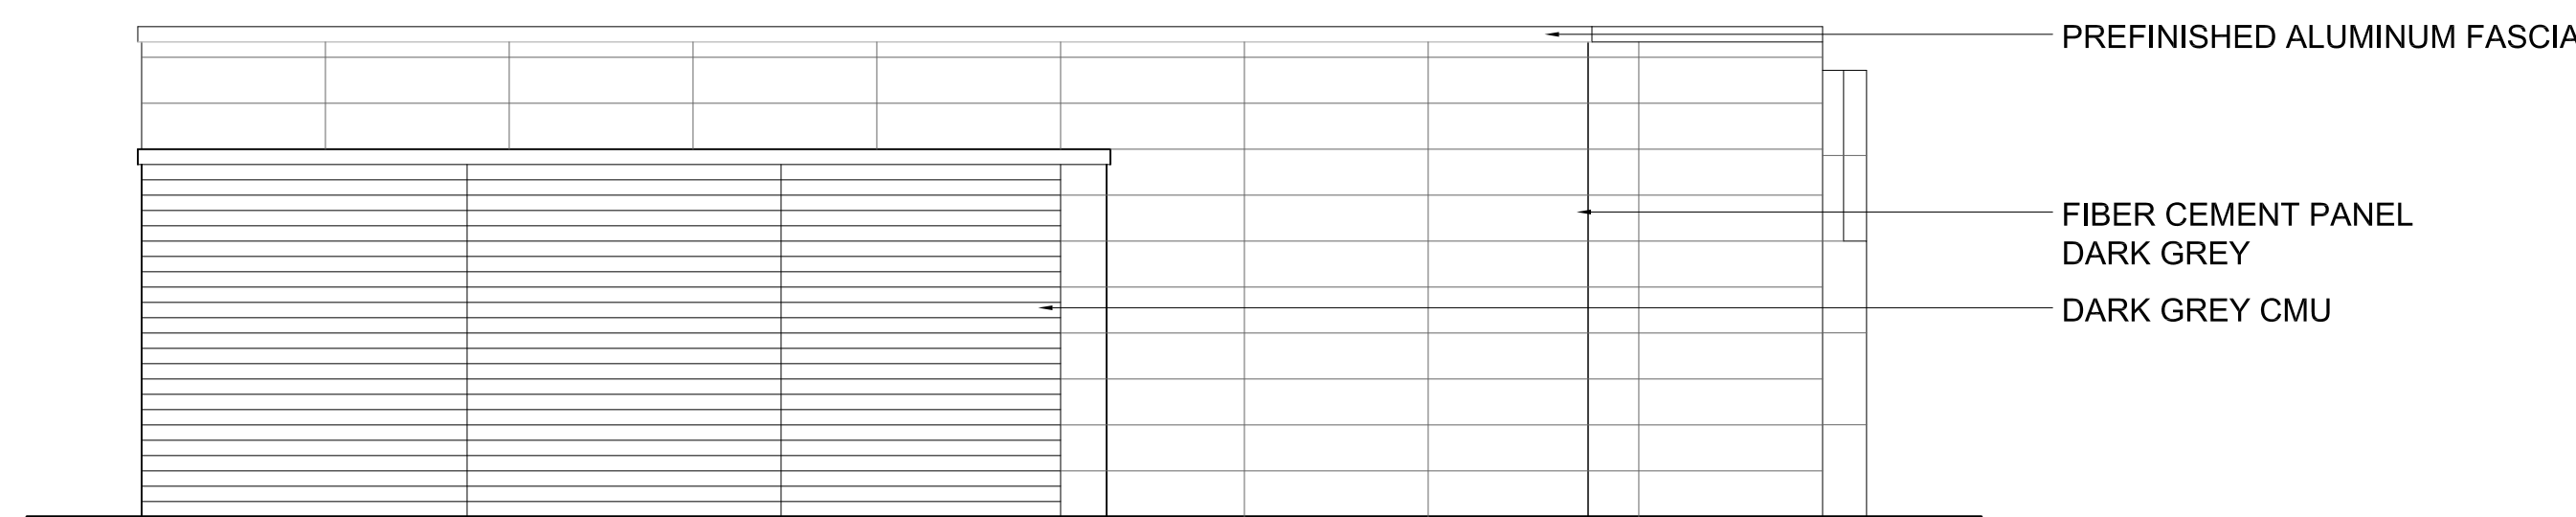 PREFINISHED ALUMINUM FASCIA
FIBER CEMENT PANEL
DARK GREY
DARK GREY CMU